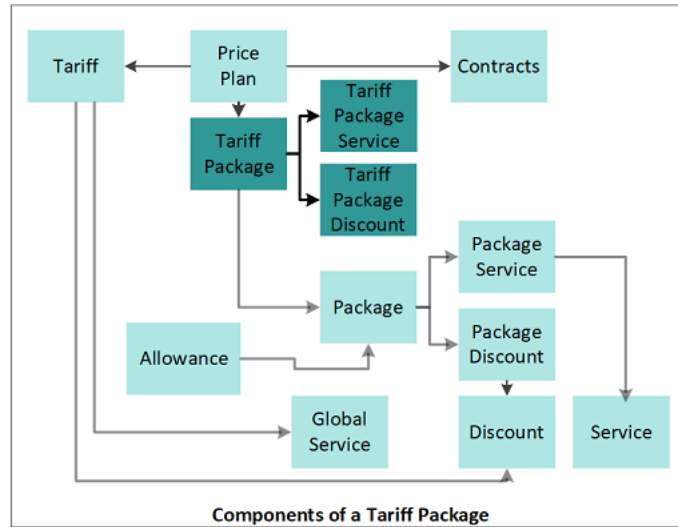 Tariff
Price
Plan
Contracts
Tariff
Package
Tariff
Package
Service
Tariff
Package
Discount
Package
Service
Package
Package
Discount
Allowance
Global
Service
Discount
Service
Components of a Tariff Package